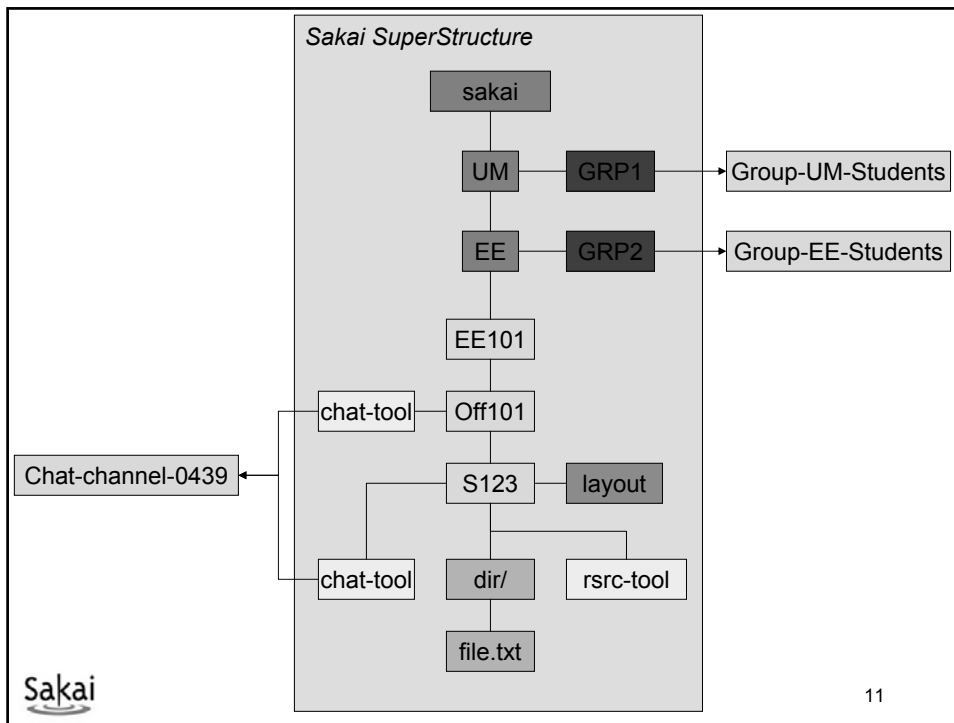 Sakai SuperStructure
sakai
UM
GRP1
Group-UM-Students
EE
GRP2
Group-EE-Students
EE101
chat-tool
Off101
Chat-channel-0439
S123
layout
chat-tool
dir/
rsrc-tool
file.txt
Sakai
11